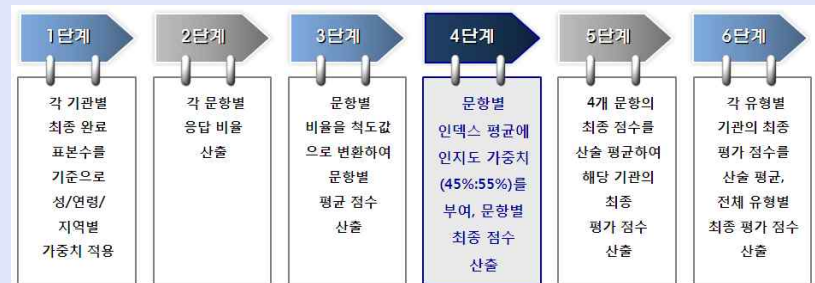 1단계
각 기관별
최종 완료
표본수를
기준으로
성/연령/
지역별
가중치 적용
2단계
각 문항별
응답 비율
산출
3단계
문항별
비율을 척도값
으로 변환하여
문항별
평균 점수
산출
4단계
문항별
인덱스 평균에
인지도 가중치
(45%:55%)를
부여, 문항별
최종 점수
산출
5단계
4개 문항의
최종 점수를
산술 평균하여
해당 기관의
최종
평가 점수
산출
6단계
각 유형별
기관의 최종
평가 점수를
산술 평균,
전체 유형별
최종 평가 점수
산출